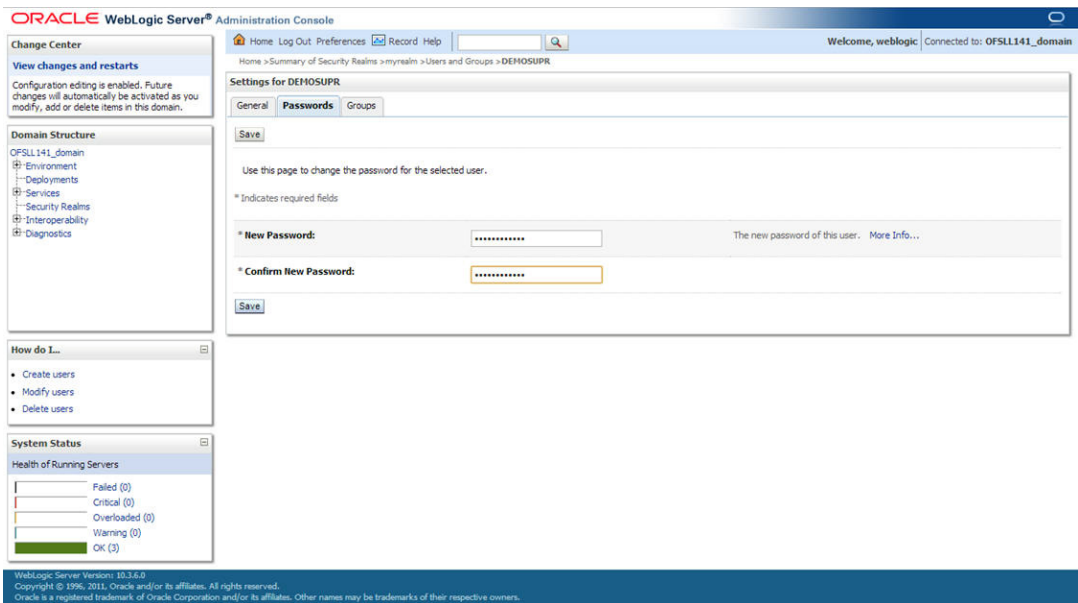 ORACLE WebLogic Server® Administration Console
Change Center
View changes and restarts
Configuration editing is enabled. Future
changes will automatically be activated as you
modify, add or delete items in this domain.
Domain Structure
OFSLL141_domain
Environment
Deployments
Services
Security Realms
Interoperability
Diagnostics
How do I...
Create users
Modify users
Delete users
System Status
Health of Running Servers
Failed (0)
Critical (0)
Overloaded (0)
Warning (0)
OK (3)
Home Log Out Preferences Record Help
Welcome, weblogic Connected to: OFSLL141_domain
Home >Summary of Security Realms >myrealm >Users and Groups >DEMOSUPR
Settings for DEMOSUPR
General Passwords Groups
Save
Use this page to change the password for the selected user.
* Indicates required fields
* New Password: •••••••••••• The new password of this user. More Info...
* Confirm New Password: ••••••••••••
Save
WebLogic Server Version: 10.3.6.0
Copyright © 1996, 2011, Oracle and/or its affiliates. All rights reserved.
Oracle is a registered trademark of Oracle Corporation and/or its affiliates. Other names may be trademarks of their respective owners.